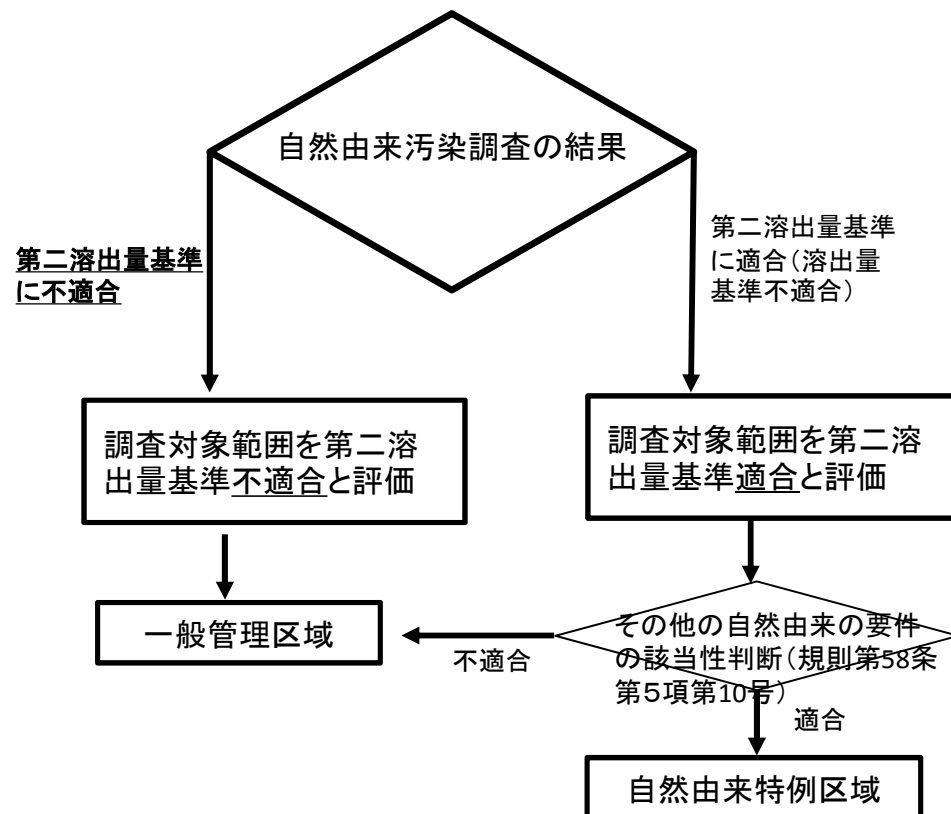 自然由来汚染調査の結果
第二溶出量基準
に不適合
第二溶出量基準
に適合(溶出量
基準不適合)
調査対象範囲を第二溶
出量基準不適合と評価
調査対象範囲を第二溶
出量基準適合と評価
一般管理区域
不適合
その他の自然由来の要件
の該当性判断(規則第58条
第5項第10号)
適合
自然由来特例区域